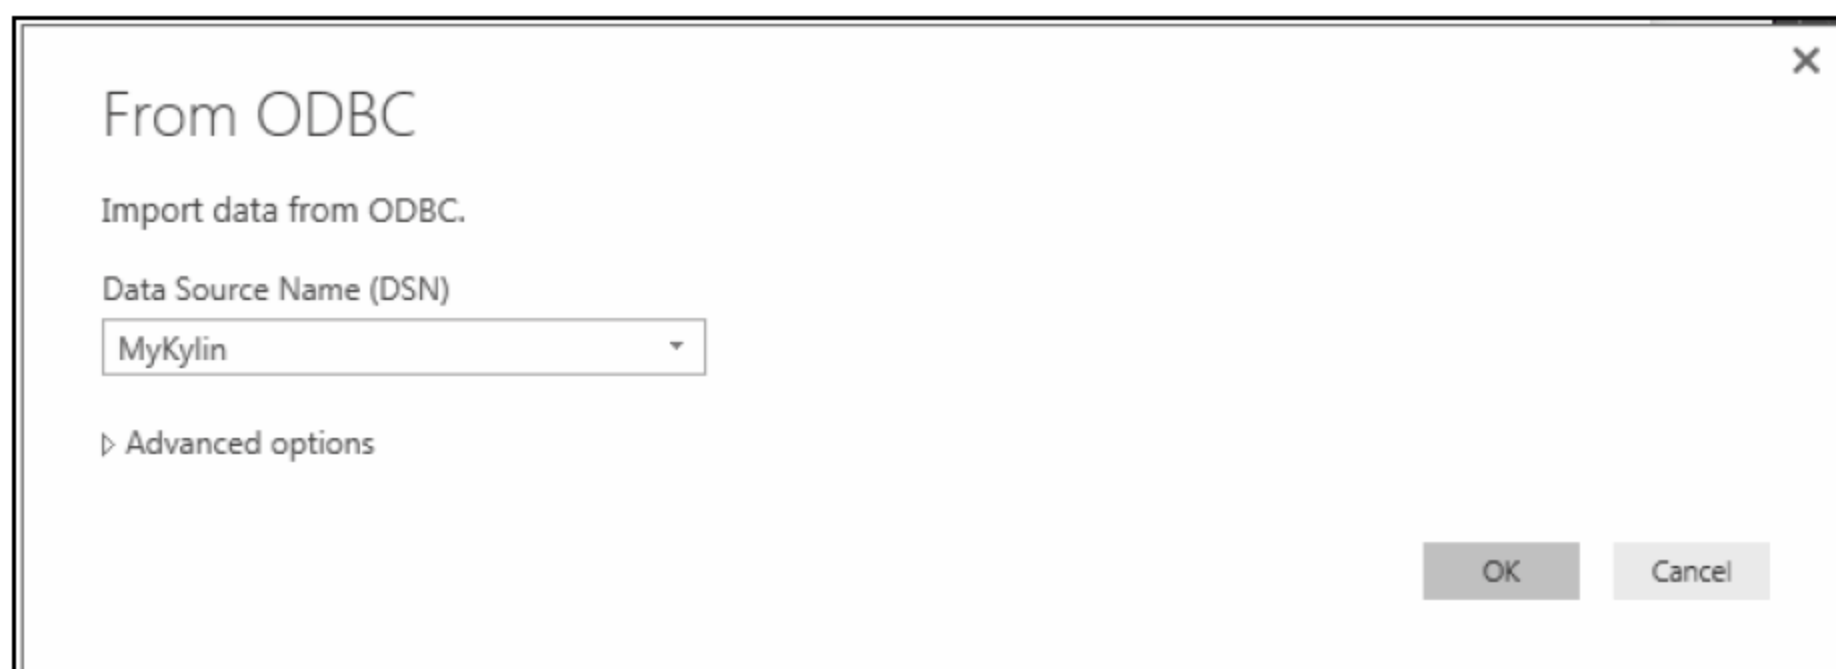 From ODBC
Import data from ODBC.
Data Source Name (DSN)
MyKylin
Advanced options
OK Cancel